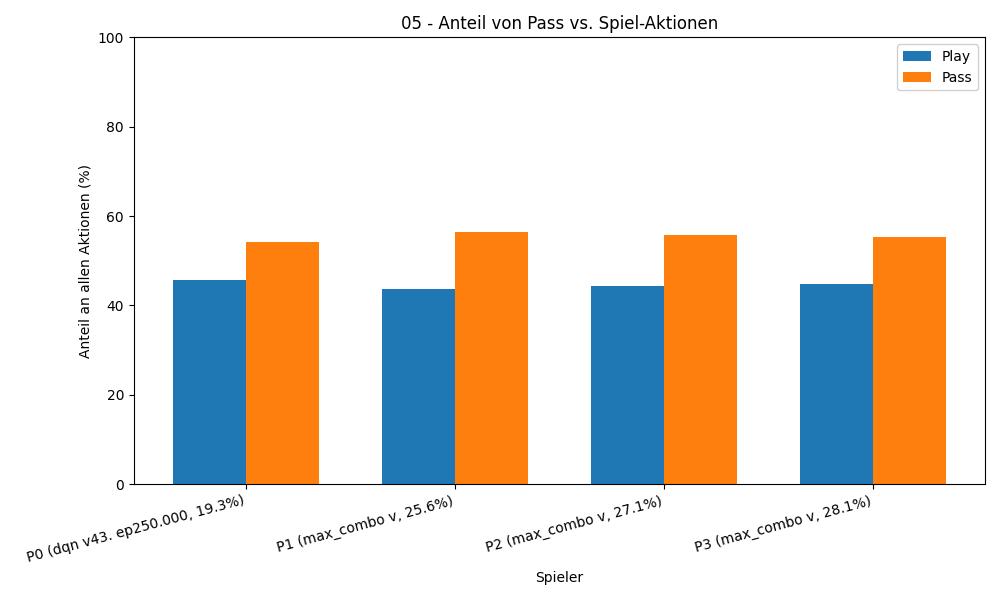 05 - Anteil von Pass vs. Spiel-Aktionen
Play
Pass
Anteil an allen Aktionen (%)
100
80
60
40
20
0
P0 (dqn v43. ep250.000, 19.3%)
P1 (max_combo v, 25.6%)
P2 (max_combo v, 27.1%)
P3 (max_combo v, 28.1%)
Spieler